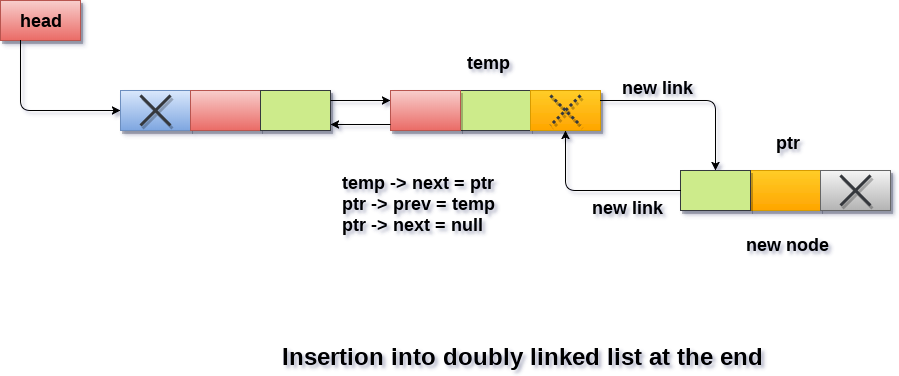 head
temp
new link
ptr
temp -> next = ptr
ptr -> prev = temp
ptr -> next = null
new link
new node
Insertion into doubly linked list at the end